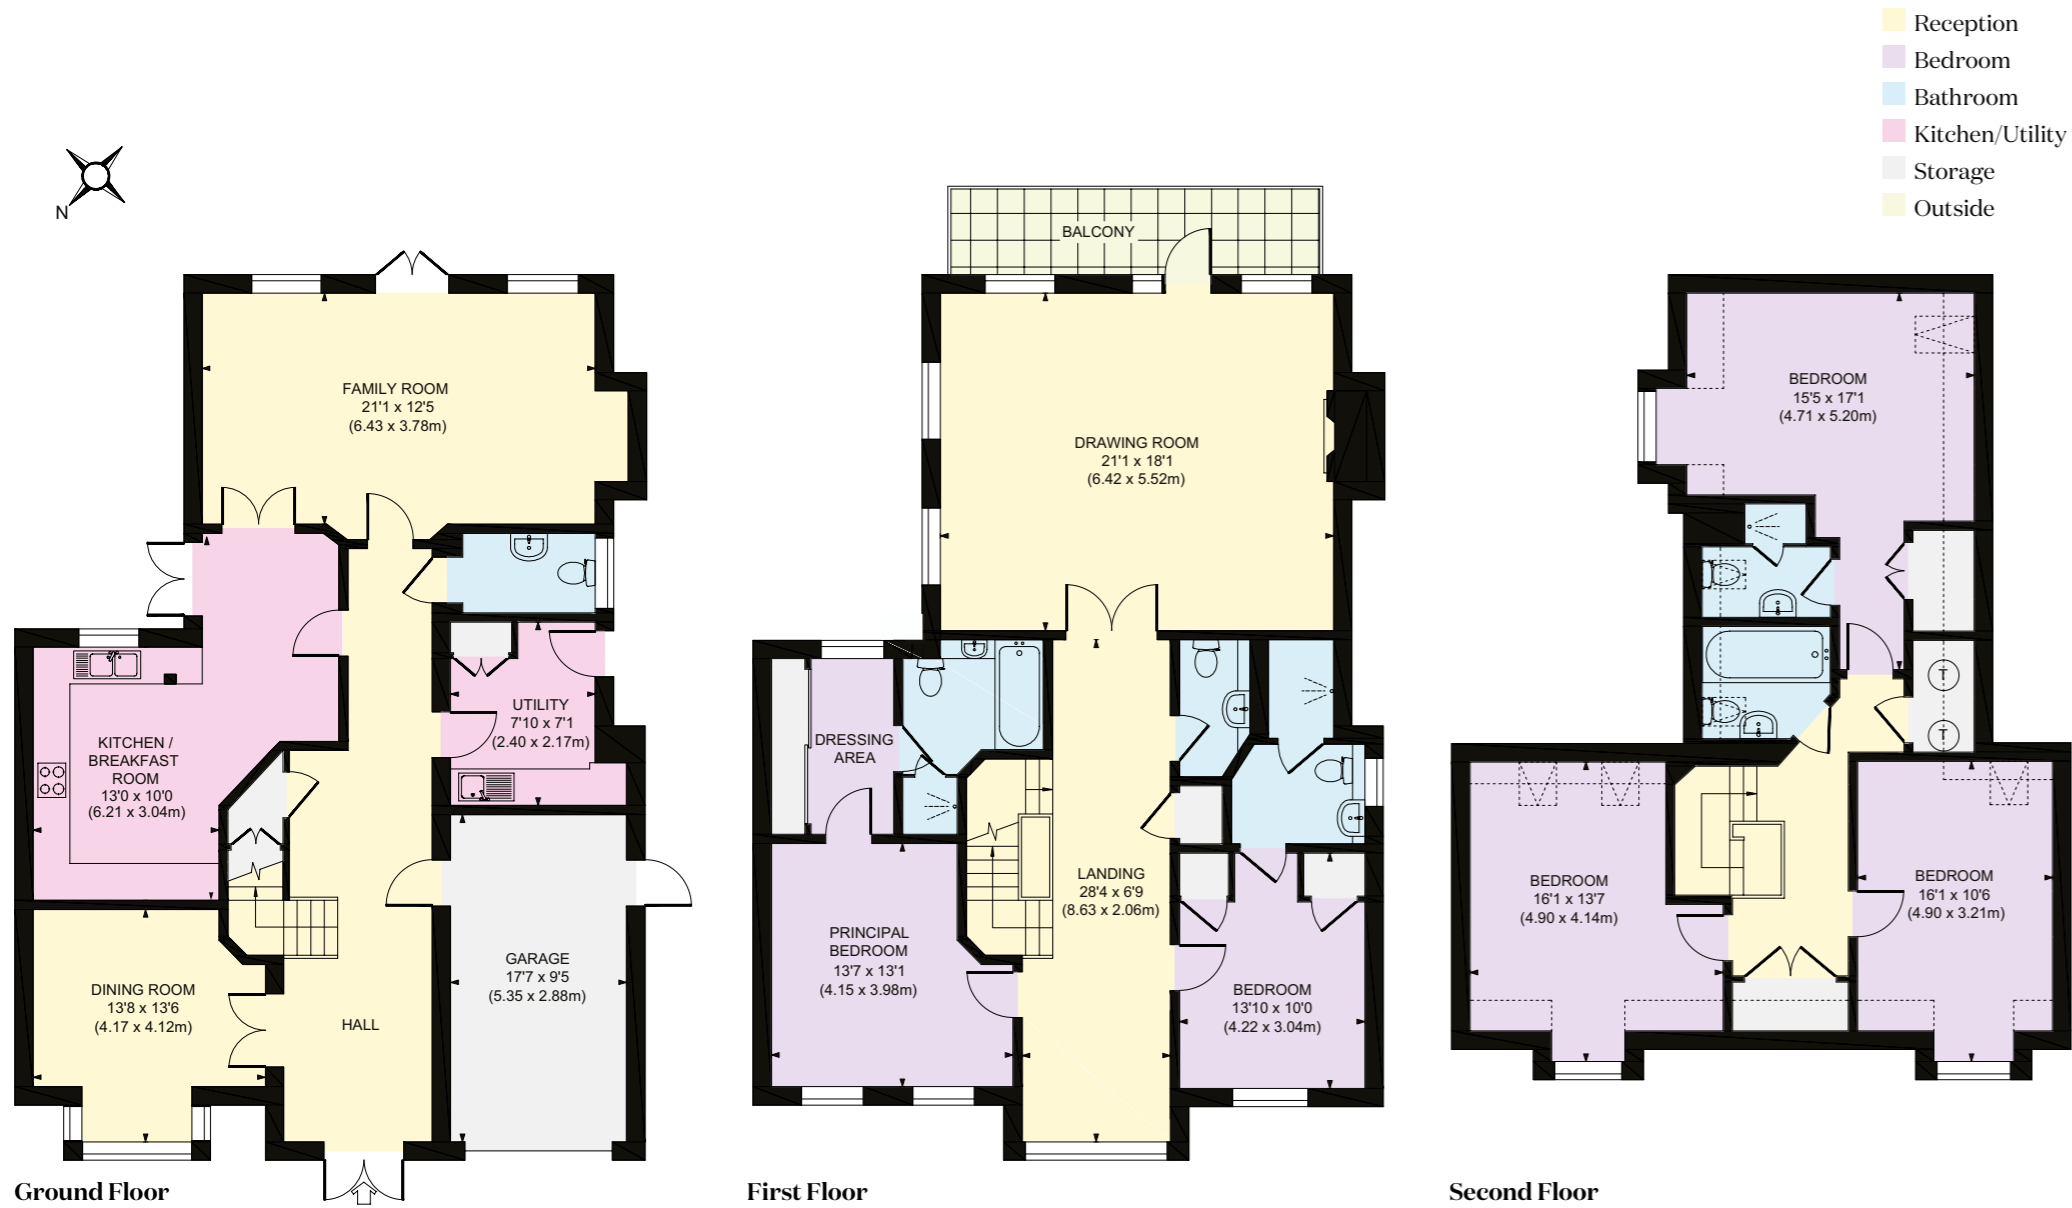 Reception
Bedroom
Bathroom
Kitchen/Utility
Storage
Outside
N
FAMILY ROOM
21'1 x 12'5
(6.43 x 3.78m)
UTILITY
7'10 x 7'1
(2.40 x 2.17m)
KITCHEN /
BREAKFAST
ROOM
13'0 x 10'0
(6.21 x 3.04m)
GARAGE
17'7 x 9'5
(5.35 x 2.88m)
DINING ROOM
13'8 x 13'6
(4.17 x 4.12m)
HALL
Ground Floor
BALCONY
DRAWING ROOM
21'1 x 18'1
(6.42 x 5.52m)
DRESSING
AREA
LANDING
28'4 x 6'9
(8.63 x 2.06m)
PRINCIPAL
BEDROOM
13'7 x 13'1
(4.15 x 3.98m)
BEDROOM
13'10 x 10'0
(4.22 x 3.04m)
First Floor
BEDROOM
15'5 x 17'1
(4.71 x 5.20m)
T
T
BEDROOM
16'1 x 13'7
(4.90 x 4.14m)
BEDROOM
16'1 x 10'6
(4.90 x 3.21m)
Second Floor